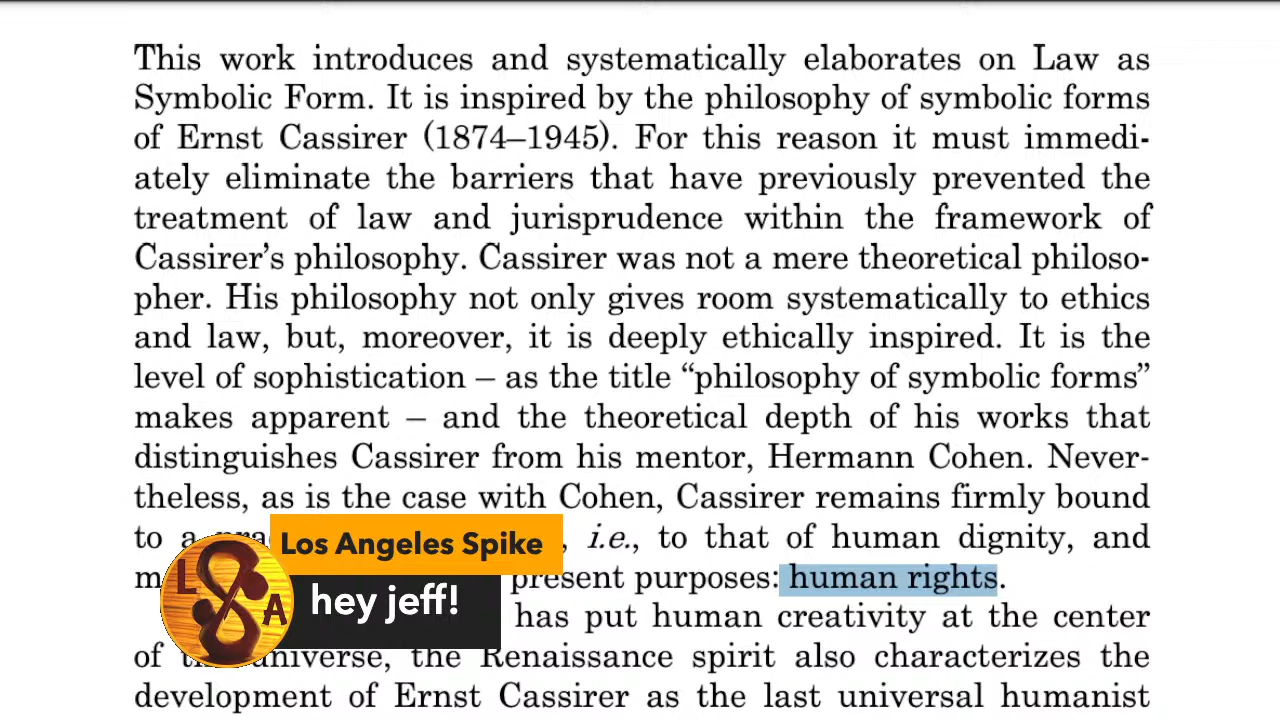 This work introduces and systematically elaborates on Law as
Symbolic Form. It is inspired by the philosophy of symbolic forms
of Ernst Cassirer (1874–1945). For this reason it must immedi-
ately eliminate the barriers that have previously prevented the
treatment of law and jurisprudence within the framework of
Cassirer’s philosophy. Cassirer was not a mere theoretical philoso-
pher. His philosophy not only gives room systematically to ethics
and law, but, moreover, it is deeply ethically inspired. It is the
level of sophistication – as the title “philosophy of symbolic forms”
makes apparent – and the theoretical depth of his works that
distinguishes Cassirer from his mentor, Hermann Cohen. Never-
theless, as is the case with Cohen, Cassirer remains firmly bound
to a , i.e., to that of human dignity, and
present purposes: human rights.
has put human creativity at the center
of universe, the Renaissance spirit also characterizes the
development of Ernst Cassirer as the last universal humanist
Los Angeles Spike
hey jeff!
L A